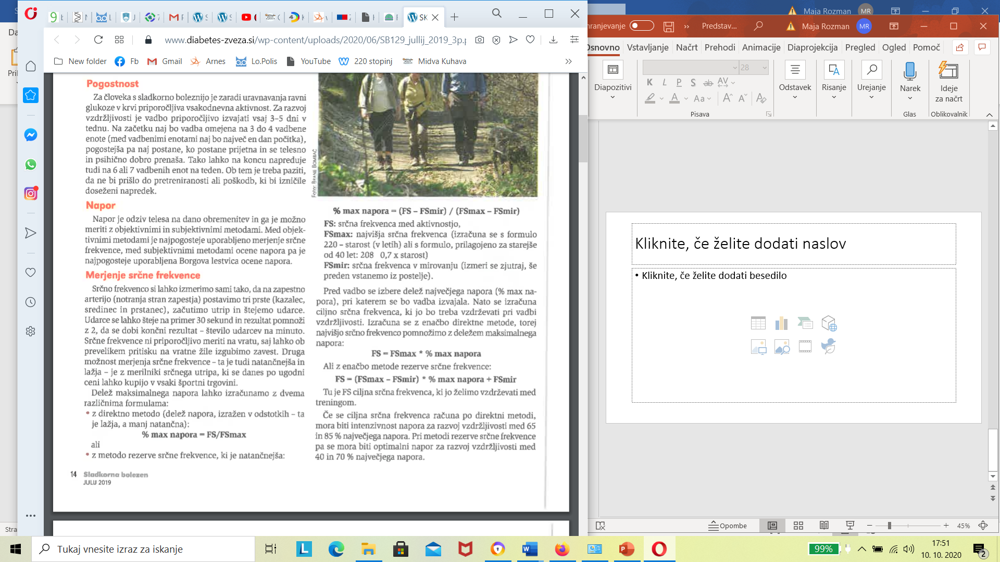 Maja Rozman MR
SK
www.diabetes-zveza.si/wp-content/uploads/2020/06/SB129_jullij_2019_3p.p
New folder Fb Gmail Arnes Lo.Polis YouTube 220 stopinj Midva Kuhava
Pogostnost
Za človeka s sladkorno boleznijo je zaradi uravnavanja ravni
glukoze v krvi priporočljiva vsakodnevna aktivnost. Za razvoj
vzdržljivosti je vadbo priporočljivo izvajati vsaj 3–5 dni v
tednu. Na začetku naj bo vadba omejena na 3 do 4 vadbene
enote (med vadbenimi enotami naj bo največ en dan počitka),
pogostejša pa naj postane, ko postane prijetna in se telesno
in psihično dobro prenaša. Tako lahko na koncu napreduje
tudi na 6 ali 7 vadbenih enot na teden. Ob tem je treba paziti,
da ne bi prišlo do pretreniranosti ali poškodb, ki bi izničile
doseženi napredek.
Napor
Napor je odziv telesa na dano obremenitev in ga je možno
meriti z objektivnimi in subjektivnimi metodami. Med objek-
tivnimi metodami je najpogosteje uporabljeno merjenje srčne
frekvence, med subjektivnimi metodami ocene napora pa je
najpogosteje uporabljena Borgova lestvica ocene napora.
Merjenje srčne frekvence
Srčno frekvenco si lahko izmerimo sami tako, da na zapestno
arterijo (notranja stran zapestja) postavimo tri prste (kazalec,
sredinec in prstanec), začutimo utrip in štejemo udarce.
Udarce se lahko šteje na primer 30 sekund in rezultat pomnoži
z 2, da se dobi končni rezultat – število udarcev na minuto.
Srčne frekvence ni priporočljivo meriti na vratu, saj lahko ob
prevelikem pritisku na vratne žile izgubimo zavest. Druga
možnost merjenja srčne frekvence – ta je tudi natančnejša in
lažja – je z merilniki srčnega utripa, ki se danes po ugodni
ceni lahko kupijo v vsaki športni trgovini.
Delež maksimalnega napora lahko izračunamo z dvema
različnima formulama:
• z direktno metodo (delež napora, izražen v odstotkih – ta
je lažja, a manj natančna):
% max napora = FS/FSmax
ali
• z metodo rezerve srčne frekvence, ki je natančnejša:
14 Sladkorna bolezen
JULIJ 2019
Foto: Beane Bombač
% max napora = (FS – FSmir) / (FSmax – FSmir)
FS: srčna frekvenca med aktivnostjo,
FSmax: najvišja srčna frekvenca (izračuna se s formulo
220 – starost (v letih) ali s formulo, prilagojeno za starejše
od 40 let: 208 0,7 x starost)
FSmir: srčna frekvenca v mirovanju (izmeri se zjutraj, še
preden vstanemo iz postelje).
Pred vadbo se izbere delež največjega napora (% max na-
pora), pri katerem se bo vadba izvajala. Nato se izračuna
ciljno srčna frekvenca, ki jo bo treba vzdrževati pri vadbi
vzdržljivosti. Izračuna se z enačbo direktne metode, torej
najvišjo srčno frekvenco pomnožimo z deležem maksimalnega
napora:
FS = FSmax * % max napora
Ali z enačbo metode rezerve srčne frekvence:
FS = (FSmax – FSmir) * % max napora + FSmir
Tu je FS ciljna srčna frekvenca, ki jo želimo vzdrževati med
treningom.
Če se ciljna srčna frekvenca računa po direktni metodi,
mora biti intenzivnost napora za razvoj vzdržljivosti med 65
in 85 % največjega napora. Pri metodi rezerve srčne frekvence
pa se mora biti optimalni napor za razvoj vzdržljivosti med
40 in 70 % največjega napora.
hranjevanje Predstav... Maja Rozman MR
Osnovno Vstavljanje Načrt Prehodi Animacije Diaprojekcija Pregled Ogled Pomoč
28
K L P S ab AV
A Aa A A
Diapozitivi Odstavek Risanje Urejanje Narek Ideje
za načrt
Pisava Glas Oblikovalnik
Kliknite, če želite dodati naslov
• Kliknite, če želite dodati besedilo
Opombe 45%
Stra
Tukaj vnesite izraz za iskanje
99% 17:51
10. 10. 2020
2